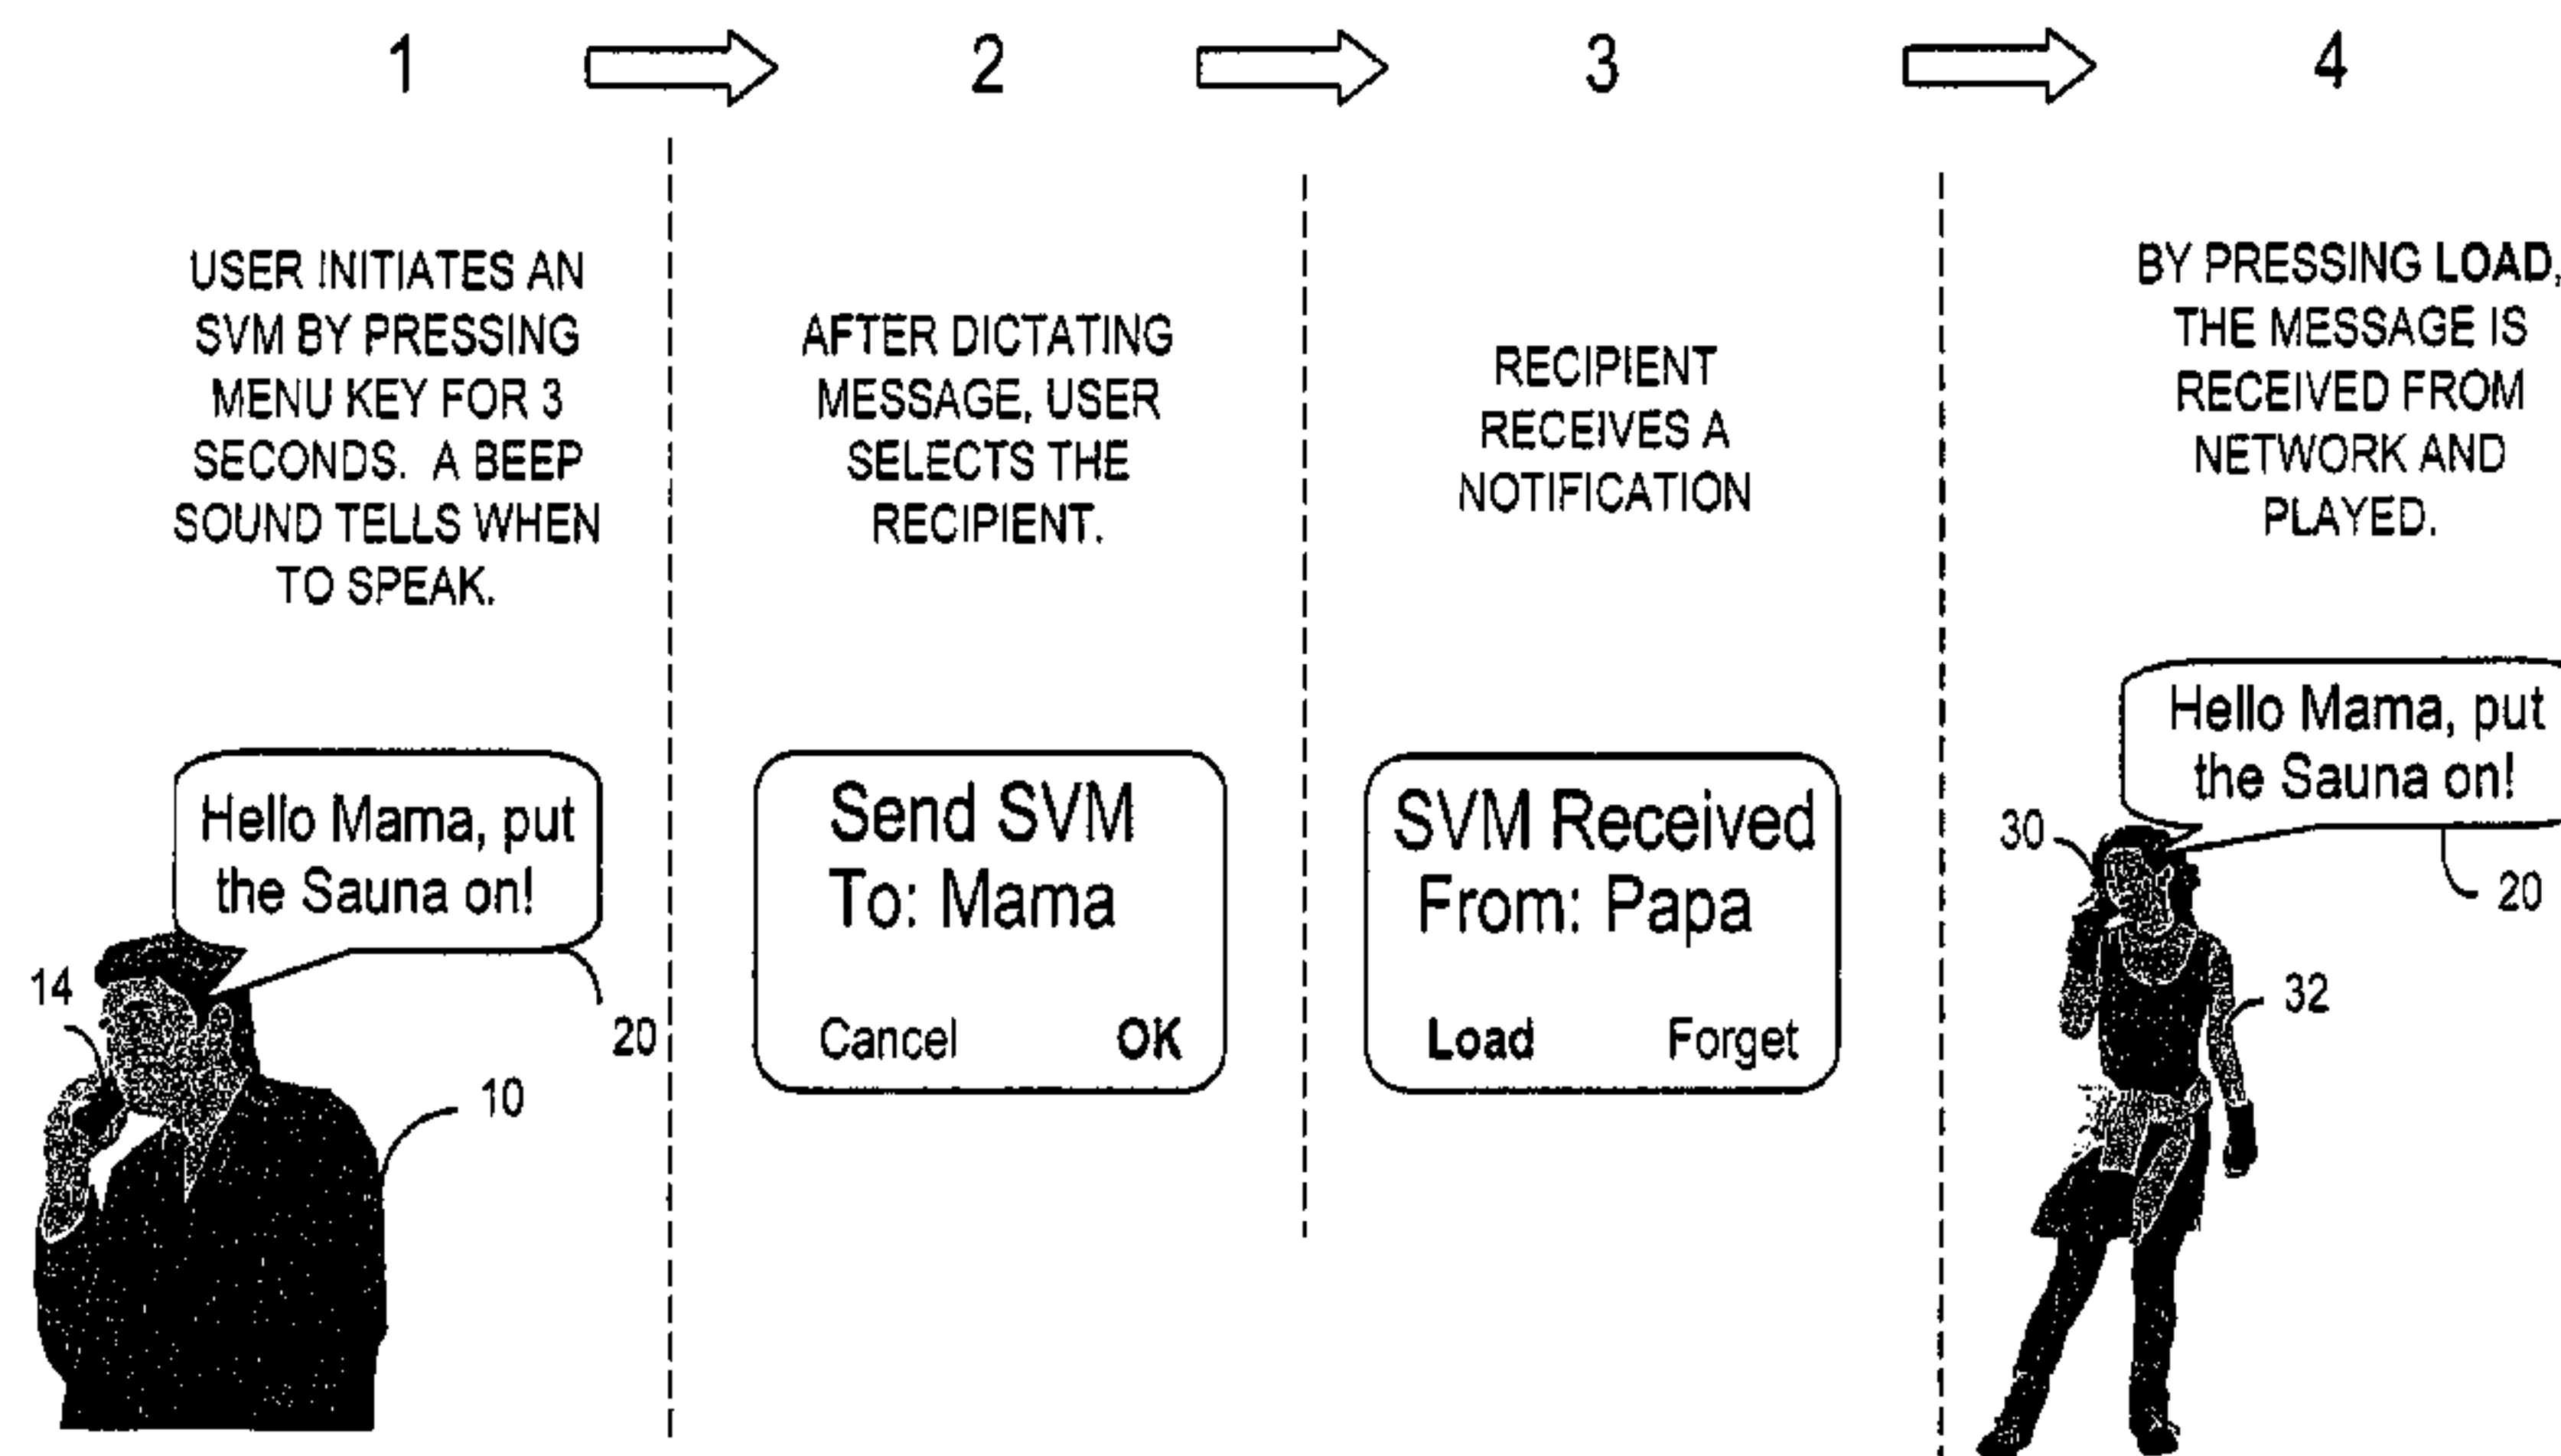 1
2
3
4
USER INITIATES AN
SVM BY PRESSING
MENU KEY FOR 3
SECONDS. A BEEP
SOUND TELLS WHEN
TO SPEAK.
Hello Mama, put
the Sauna on!
14
20
10
AFTER DICTATING
MESSAGE, USER
SELECTS THE
RECIPIENT.
Send SVM
To: Mama
Cancel OK
RECIPIENT
RECEIVES A
NOTIFICATION
SVM Received
From: Papa
Load Forget
BY PRESSING LOAD,
THE MESSAGE IS
RECEIVED FROM
NETWORK AND
PLAYED.
Hello Mama, put
the Sauna on!
30
20
32